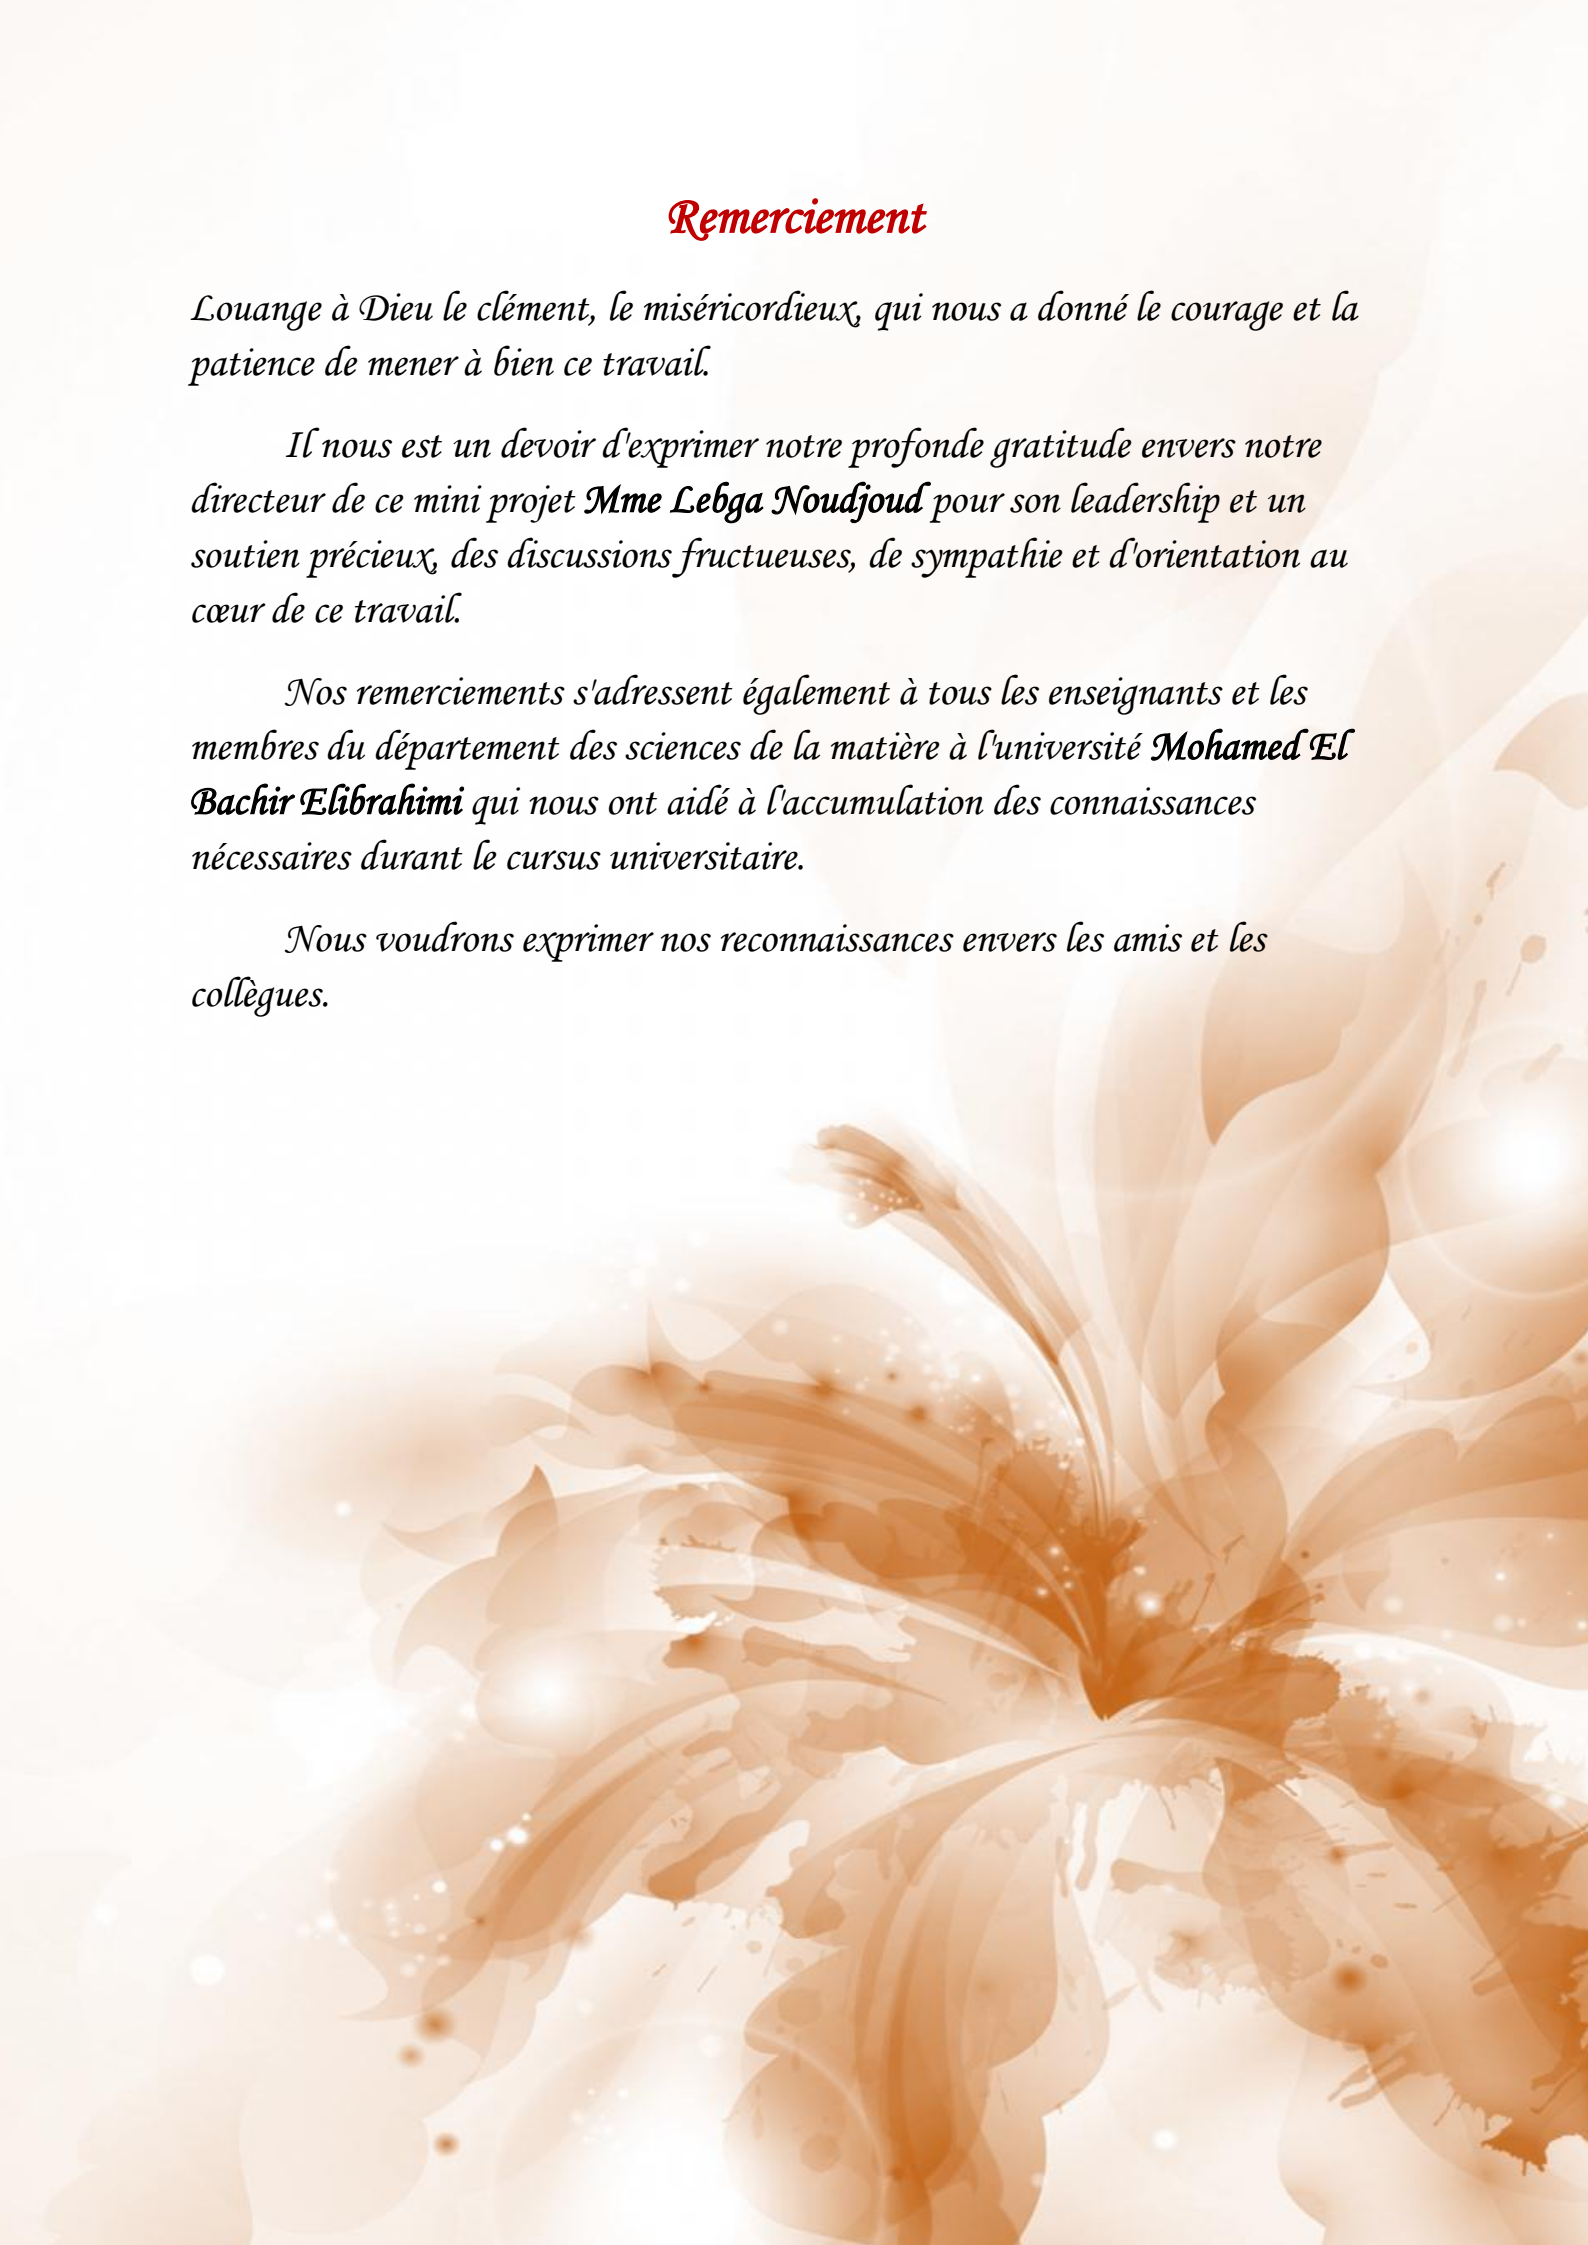 Remerciement
Louange à Dieu le clément, le miséricordieux, qui nous a donné le courage et la
patience de mener à bien ce travail.
Il nous est un devoir d'exprimer notre profonde gratitude envers notre
directeur de ce mini projet Mme Lebga Noudjoud pour son leadership et un
soutien précieux, des discussions fructueuses, de sympathie et d'orientation au
cœur de ce travail.
Nos remerciements s'adressent également à tous les enseignants et les
membres du département des sciences de la matière à l'université Mohamed El
Bachir Elibrahimi qui nous ont aidé à l'accumulation des connaissances
nécessaires durant le cursus universitaire.
Nous voudrons exprimer nos reconnaissances envers les amis et les
collègues.